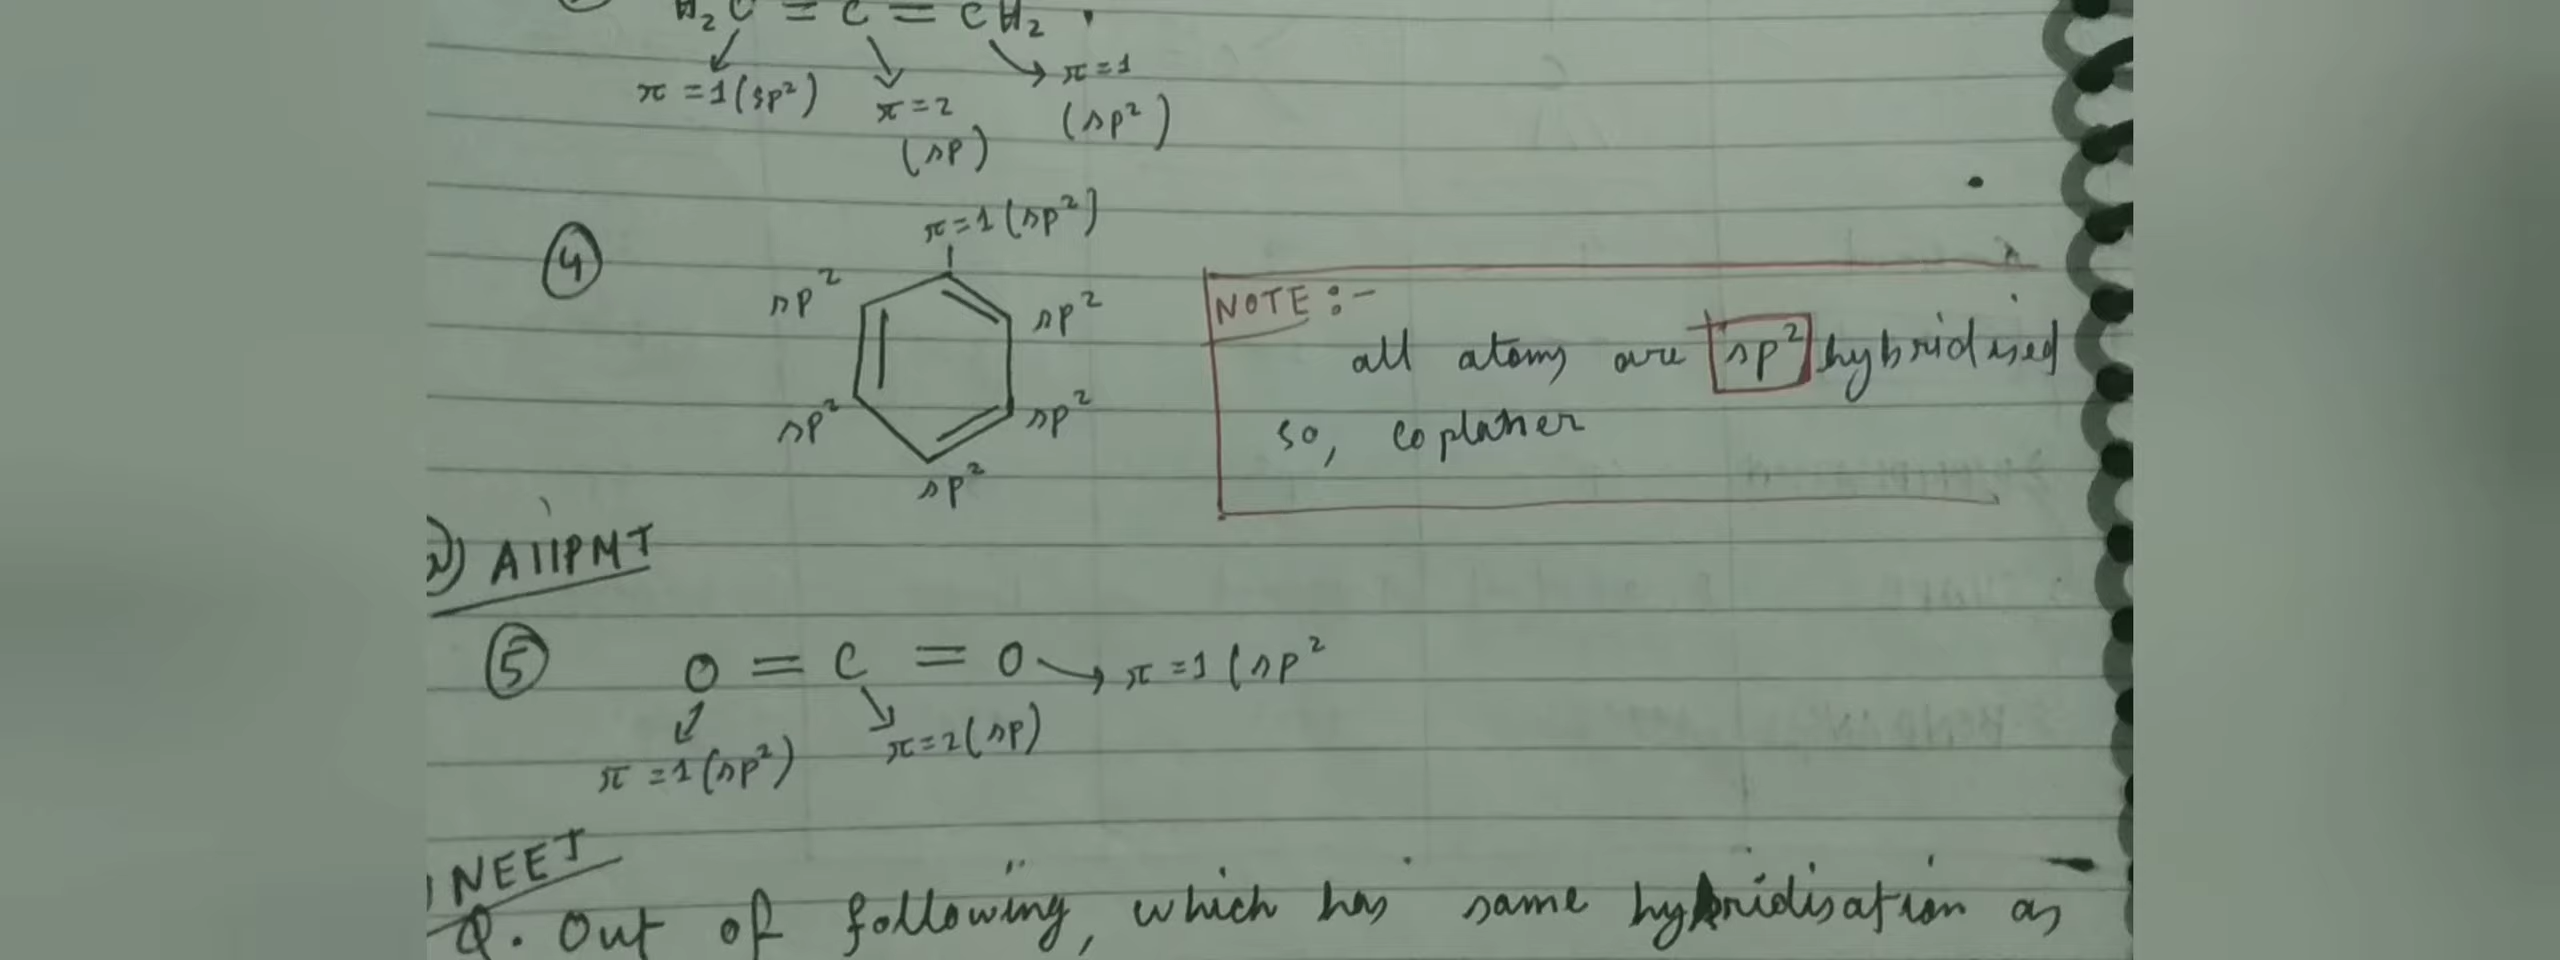 H₂C = C = CH₂
π = 1 (sp²) π = 2 (sp) π = 1 (sp²)
④
π = 1 (sp²)
sp² sp²
sp² sp²
sp²
NOTE :-
all atoms are sp² hybridised
so, coplaner
AIIPMT
⑤ O = C = O → π = 1 (sp²
π = 1 (sp²) π = 2 (sp)
NEET
Q. Out of following, which has same hybridisation as